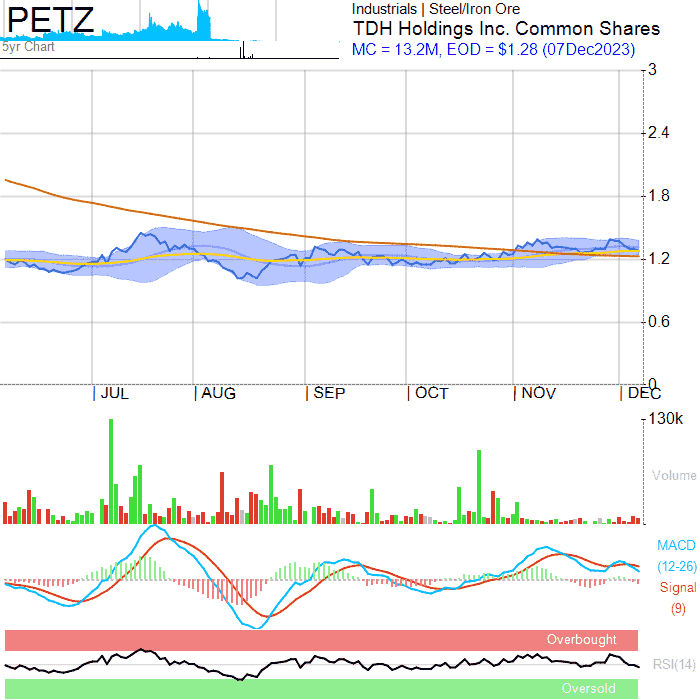 PETZ
5yr Chart
Industrials | Steel/Iron Ore
TDH Holdings Inc. Common Shares
MC = 13.2M, EOD = $1.28 (07Dec2023)
3
2.4
1.8
1.2
0.6
0
JUL AUG SEP OCT NOV DEC
130k
Volume
MACD
(12-26)
Signal
(9)
Overbought
RSI(14)
Oversold